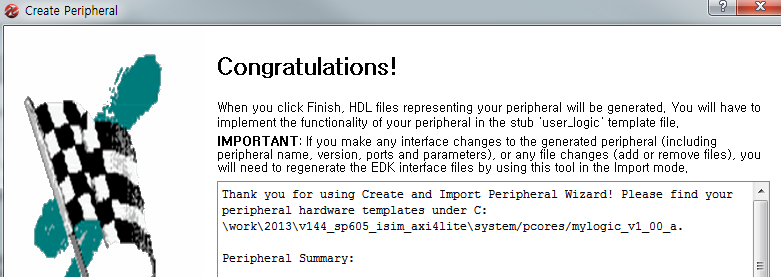 Create Peripheral
Congratulations!
When you click Finish, HDL files representing your peripheral will be generated. You will have to
implement the functionality of your peripheral in the stub 'user_logic' template file.
IMPORTANT: If you make any interface changes to the generated peripheral (including
peripheral name, version, ports and parameters), or any file changes (add or remove files), you
will need to regenerate the EDK interface files by using this tool in the Import mode.
Thank you for using Create and Import Peripheral Wizard! Please find your
peripheral hardware templates under C:
\work\2013\v144_sp605_isim_axi4lite\system/pcores/mylogic_v1_00_a.
Peripheral Summary: